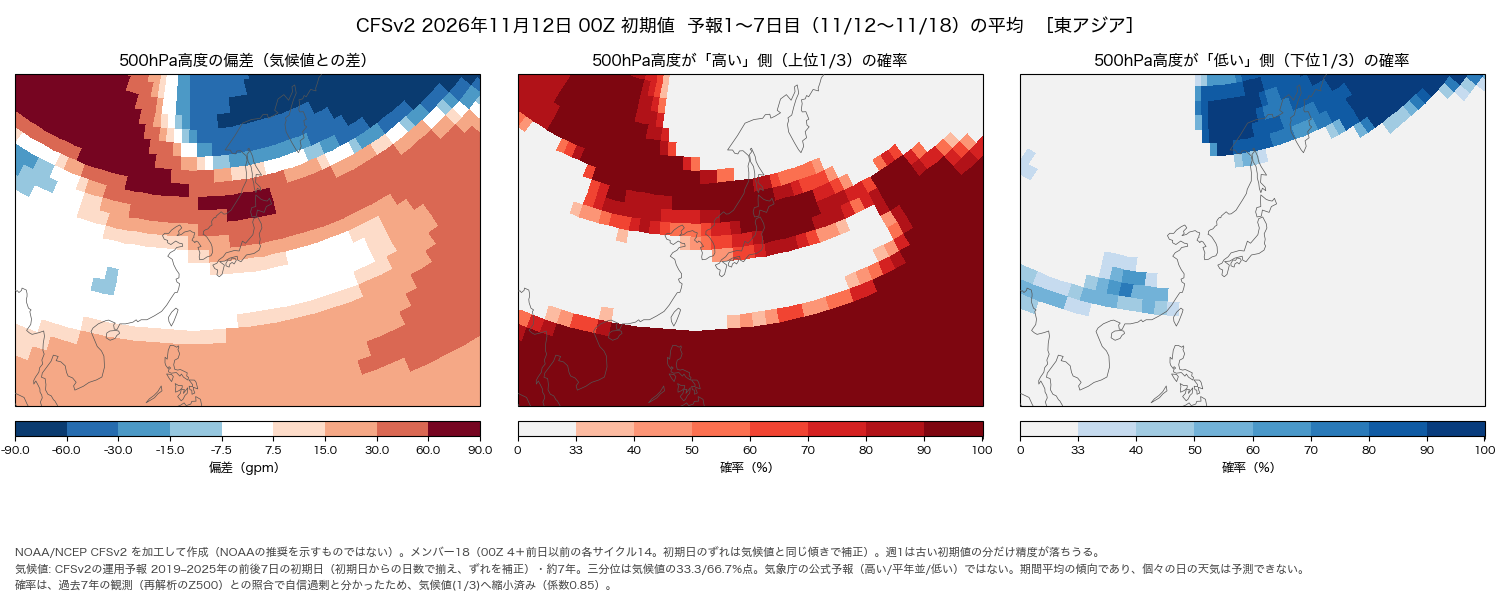 CFSv2 2026年11月12日 00Z 初期値 予報1〜7日目（11/12〜11/18）の平均 ［東アジア］
500hPa高度の偏差（気候値との差）
500hPa高度が「高い」側（上位1/3）の確率
500hPa高度が「低い」側（下位1/3）の確率
-90.0 -60.0 -30.0 -15.0 -7.5 7.5 15.0 30.0 60.0 90.0
偏差（gpm）
0 33 40 50 60 70 80 90 100
確率（%）
0 33 40 50 60 70 80 90 100
確率（%）
NOAA/NCEP CFSv2 を加工して作成（NOAAの推奨を示すものではない）。メンバー18（00Z 4＋前日以前の各サイクル14。初期日のずれは気候値と同じ傾きで補正）。週1は古い初期値の分だけ精度が落ちうる。
気候値: CFSv2の運用予報 2019–2025年の前後7日の初期日（初期日からの日数で揃え、ずれを補正）・約7年。三分位は気候値の33.3/66.7%点。気象庁の公式予報（高い/平年並/低い）ではない。期間平均の傾向であり、個々の日の天気は予測できない。
確率は、過去7年の観測（再解析のZ500）との照合で自信過剰と分かったため、気候値(1/3)へ縮小済み（係数0.85）。